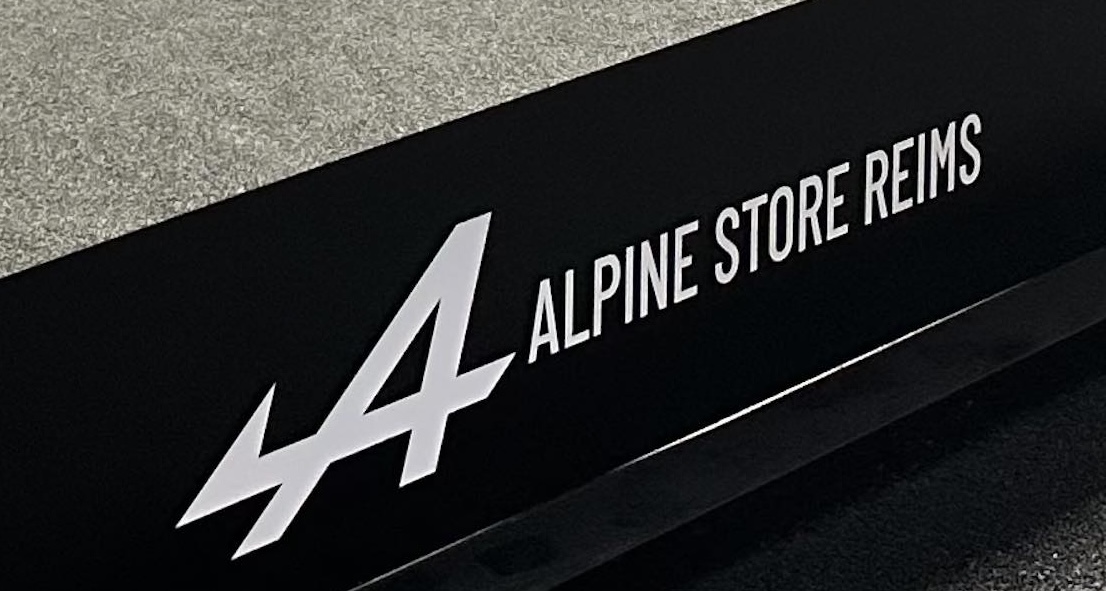 ALPINE STORE REIMS